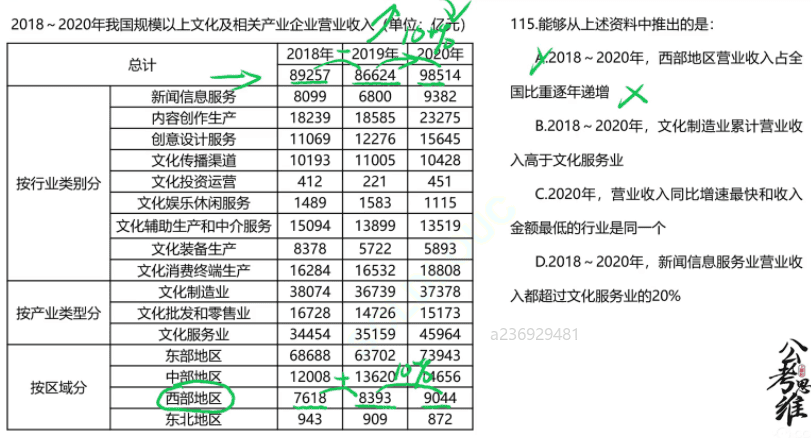 2018～2020年我国规模以上文化及相关产业企业营业收入（单位：亿元）
总计 2018年 2019年 2020年
89257 86624 98514
按行业类别分
新闻信息服务 8099 6800 9382
内容创作生产 18239 18585 23275
创意设计服务 11069 12276 15645
文化传播渠道 10193 11005 10428
文化投资运营 412 221 451
文化娱乐休闲服务 1489 1583 1115
文化辅助生产和中介服务 15094 13899 13519
文化装备生产 8378 5722 5893
文化消费终端生产 16284 16532 18808
按产业类型分
文化制造业 38074 36739 37378
文化批发和零售业 16728 14726 15173
文化服务业 34454 35159 45964
按区域分
东部地区 68688 63702 73943
中部地区 12008 13620 14656
西部地区 7618 8393 9044
东北地区 943 909 872
10%
10%
115.能够从上述资料中推出的是：
A.2018～2020年，西部地区营业收入占全
国比重逐年递增
B.2018～2020年，文化制造业累计营业收
入高于文化服务业
C.2020年，营业收入同比增速最快和收入
金额最低的行业是同一个
D.2018～2020年，新闻信息服务业营业收
入都超过文化服务业的20%
a236929481
公考思维